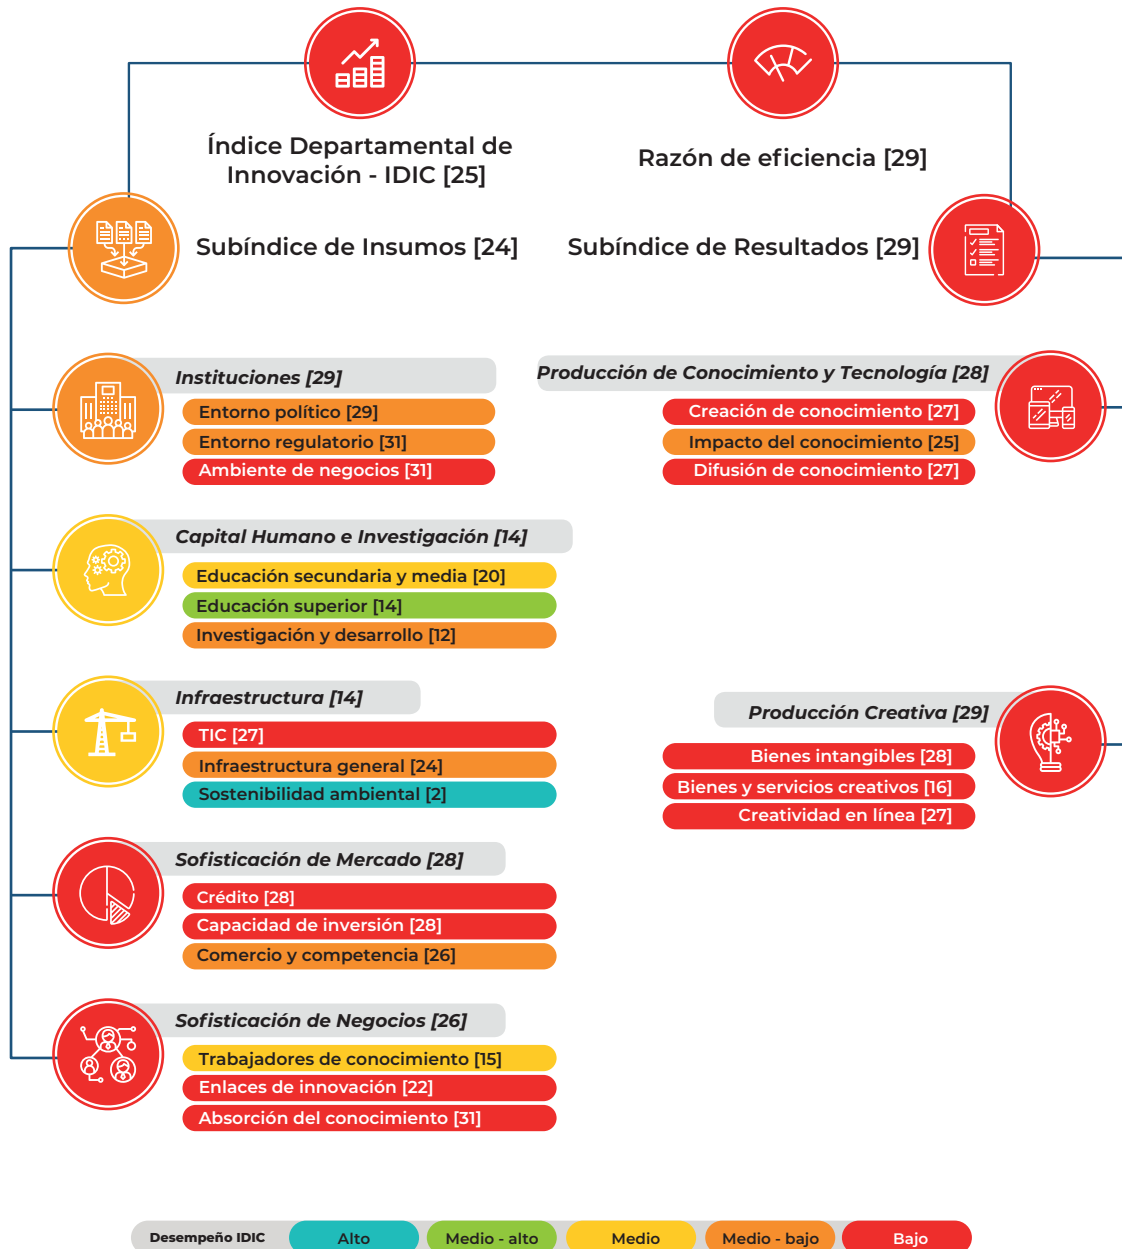 Índice Departamental de
Innovación - IDIC [25]
Razón de eficiencia [29]
Subíndice de Insumos [24]
Subíndice de Resultados [29]
Instituciones [29]
Entorno político [29]
Entorno regulatorio [31]
Ambiente de negocios [31]
Capital Humano e Investigación [14]
Educación secundaria y media [20]
Educación superior [14]
Investigación y desarrollo [12]
Infraestructura [14]
TIC [27]
Infraestructura general [24]
Sostenibilidad ambiental [2]
Sofisticación de Mercado [28]
Crédito [28]
Capacidad de inversión [28]
Comercio y competencia [26]
Sofisticación de Negocios [26]
Trabajadores de conocimiento [15]
Enlaces de innovación [22]
Absorción del conocimiento [31]
Producción de Conocimiento y Tecnología [28]
Creación de conocimiento [27]
Impacto del conocimiento [25]
Difusión de conocimiento [27]
Producción Creativa [29]
Bienes intangibles [28]
Bienes y servicios creativos [16]
Creatividad en línea [27]
Desempeño IDIC
Alto
Medio - alto
Medio
Medio - bajo
Bajo